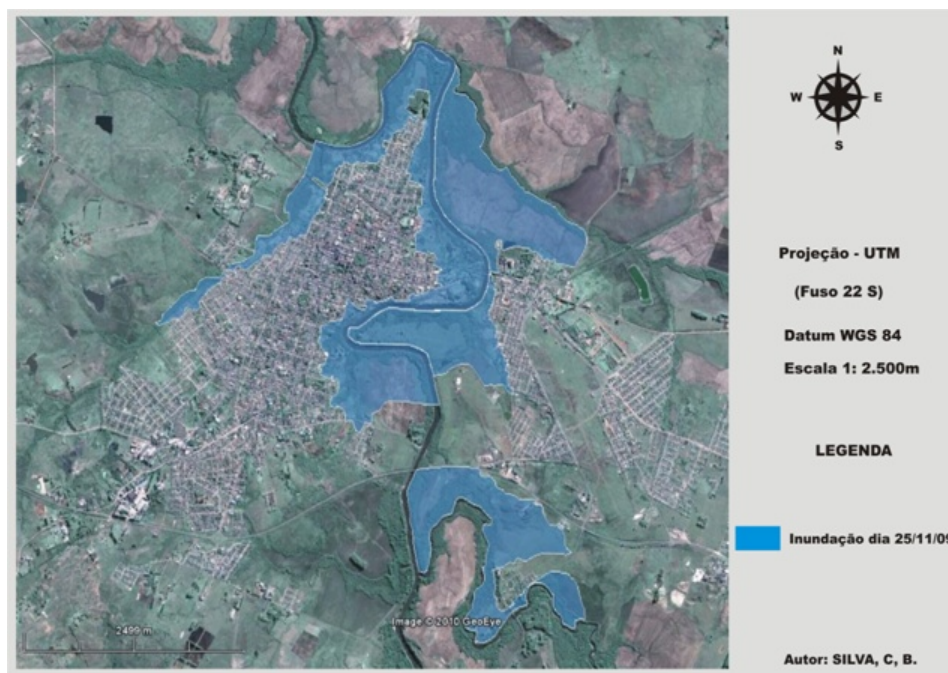 N
W E
S
Projeção - UTM
(Fuso 22 S)
Datum WGS 84
Escala 1: 2.500m
LEGENDA
Inundação dia 25/11/09
2499 m
Image © 2010 GeoEye
Autor: SILVA, C, B.